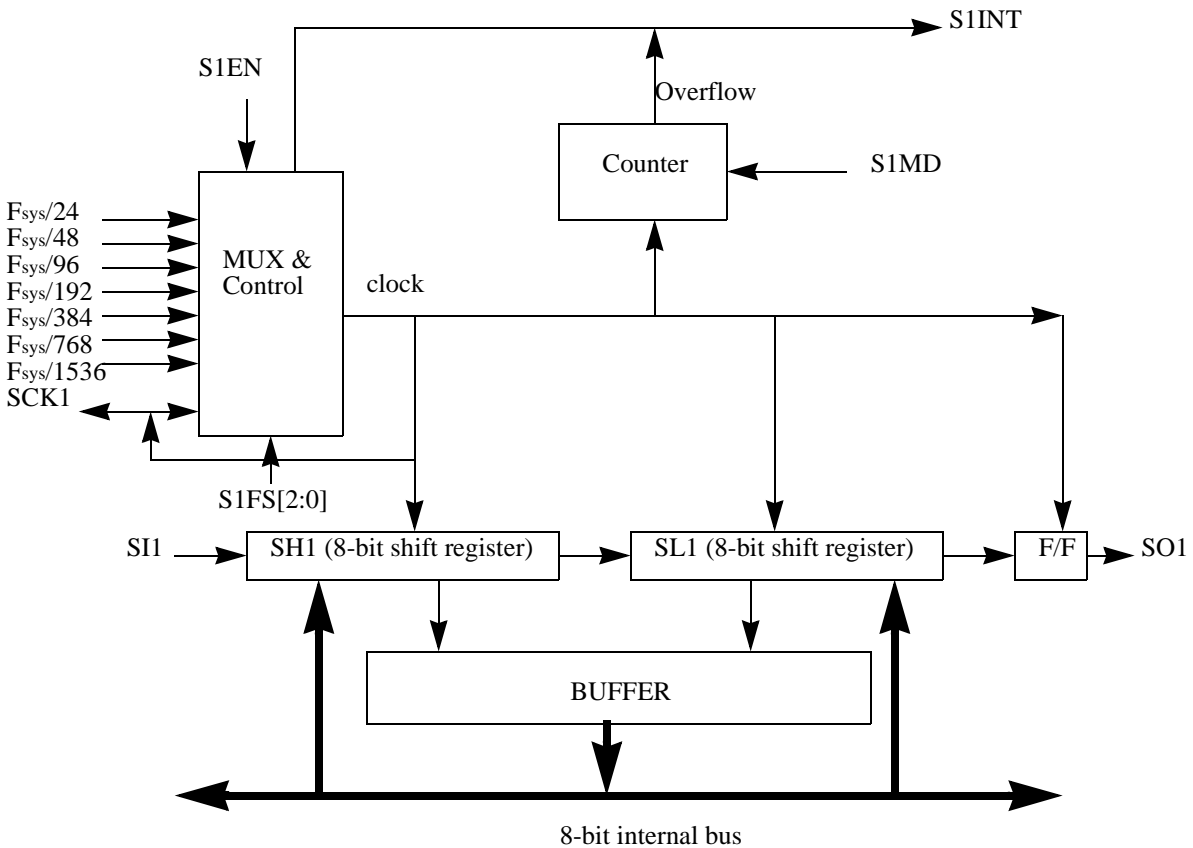 S1INT
S1EN
Overflow
Counter
S1MD
Fsys/24
Fsys/48
Fsys/96
Fsys/192
Fsys/384
Fsys/768
Fsys/1536
SCK1
MUX &
Control
clock
S1FS[2:0]
SI1
SH1 (8-bit shift register)
SL1 (8-bit shift register)
F/F
SO1
BUFFER
8-bit internal bus